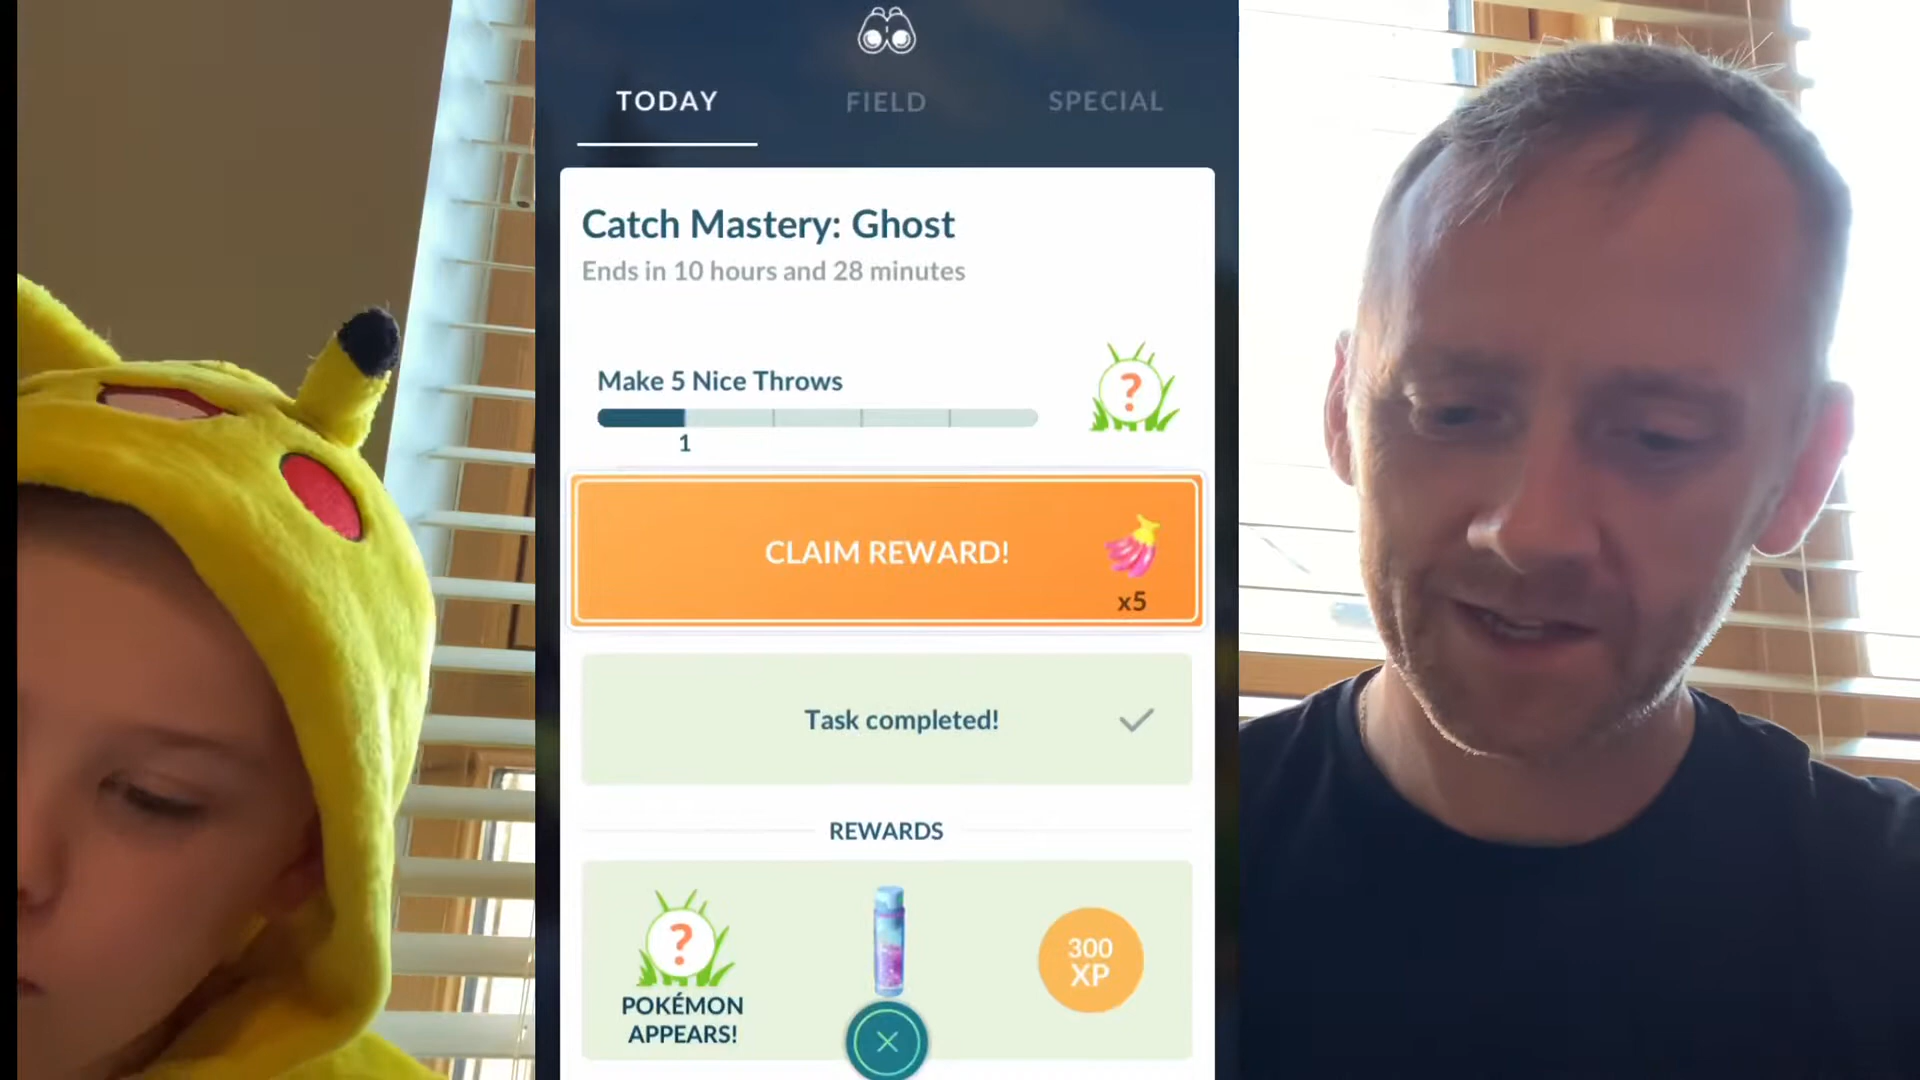 TODAY
FIELD
SPECIAL
Catch Mastery: Ghost
Ends in 10 hours and 28 minutes
Make 5 Nice Throws
?
1
CLAIM REWARD!
x5
Task completed!
REWARDS
?
300
XP
POKÉMON
APPEARS!